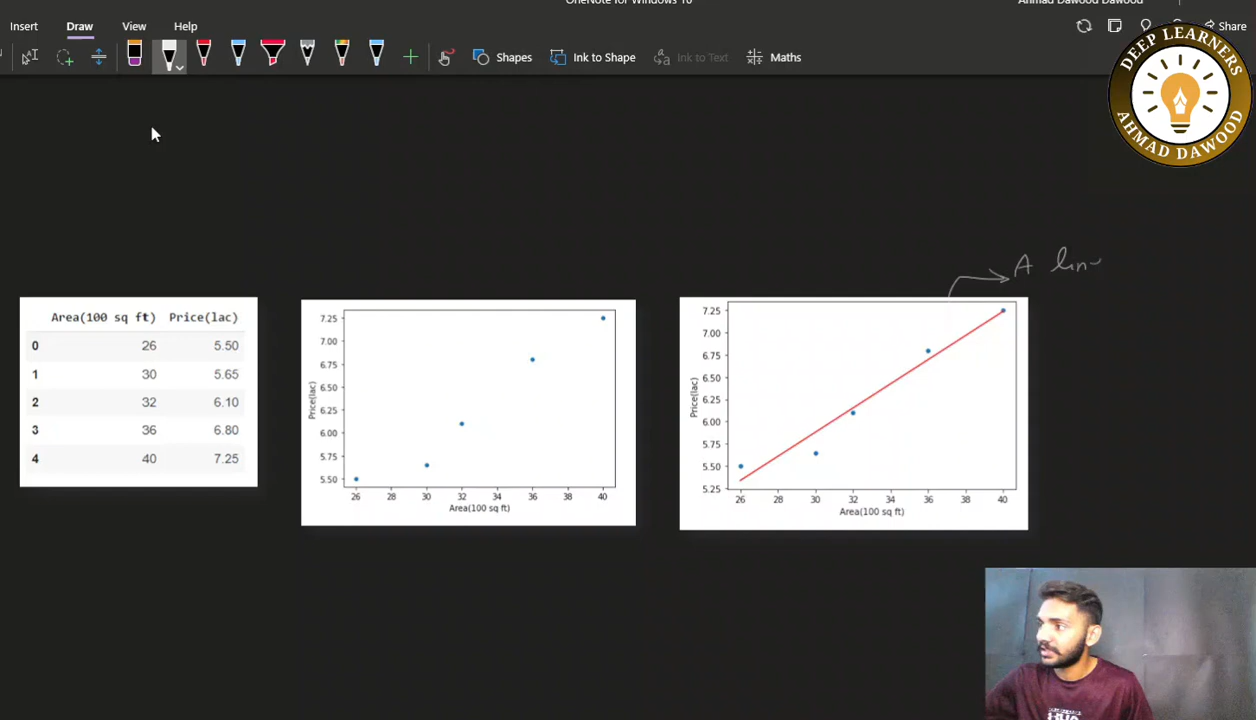 OneNote for Windows 10
Ahmad Dawood Dawood
Insert
Draw
View
Help
Share
Shapes
Ink to Shape
Ink to Text
Maths
DEEP LEARNERS
AHMAD DAWOOD
A lin
Area(100 sq ft) Price(lac)
0 26 5.50
1 30 5.65
2 32 6.10
3 36 6.80
4 40 7.25
7.25
7.00
6.75
6.50
6.25
6.00
5.75
5.50
Price(lac)
26 28 30 32 34 36 38 40
Area(100 sq ft)
7.25
7.00
6.75
6.50
6.25
6.00
5.75
5.50
5.25
Price(lac)
26 28 30 32 34 36 38 40
Area(100 sq ft)